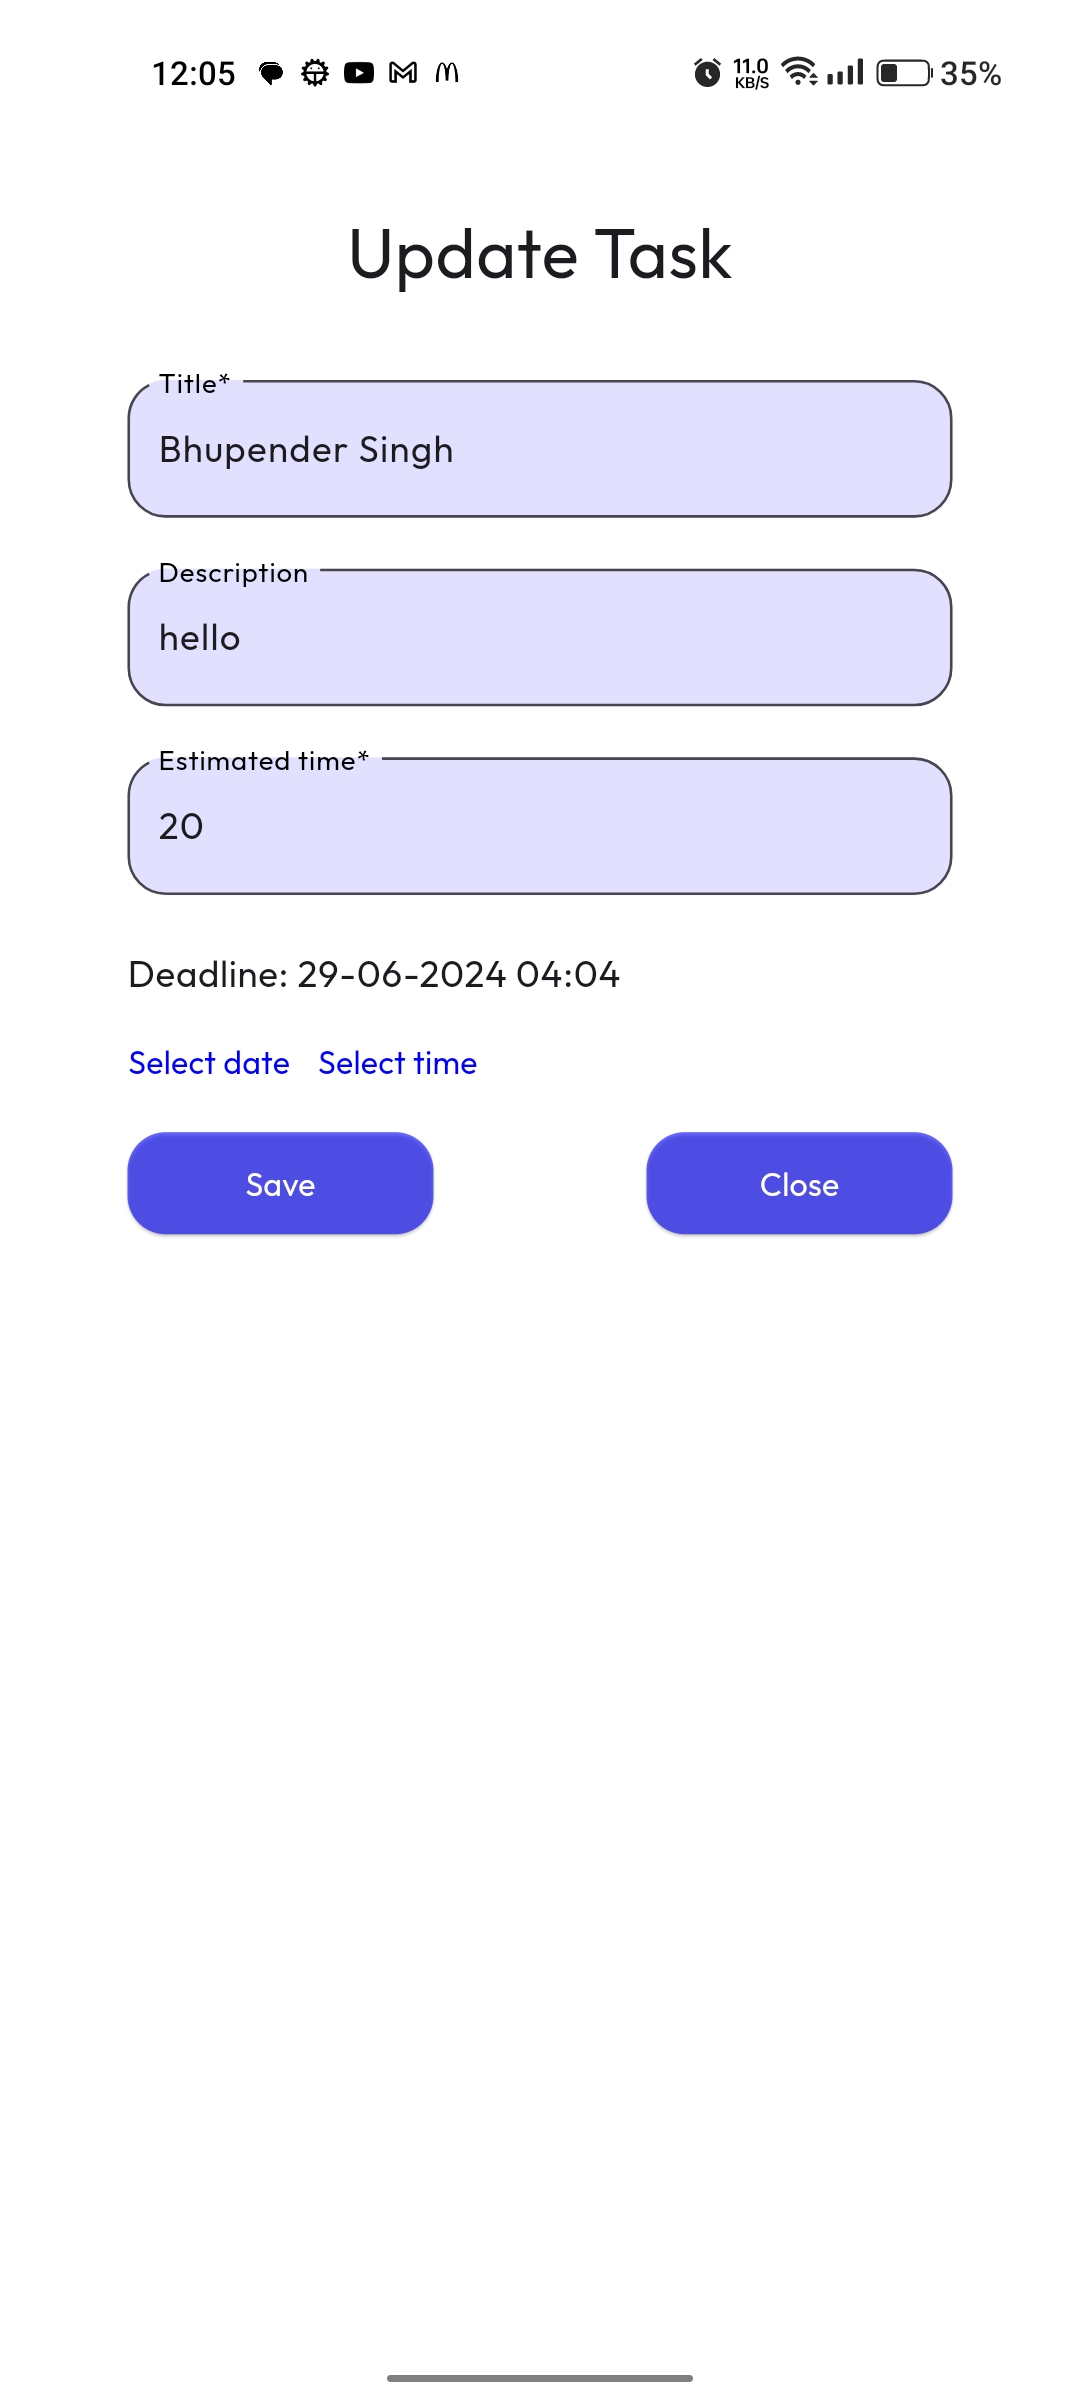 12:05 11.0 KB/S 35%
Update Task
Title*
Bhupender Singh
Description
hello
Estimated time*
20
Deadline: 29-06-2024 04:04
Select date Select time
Save Close